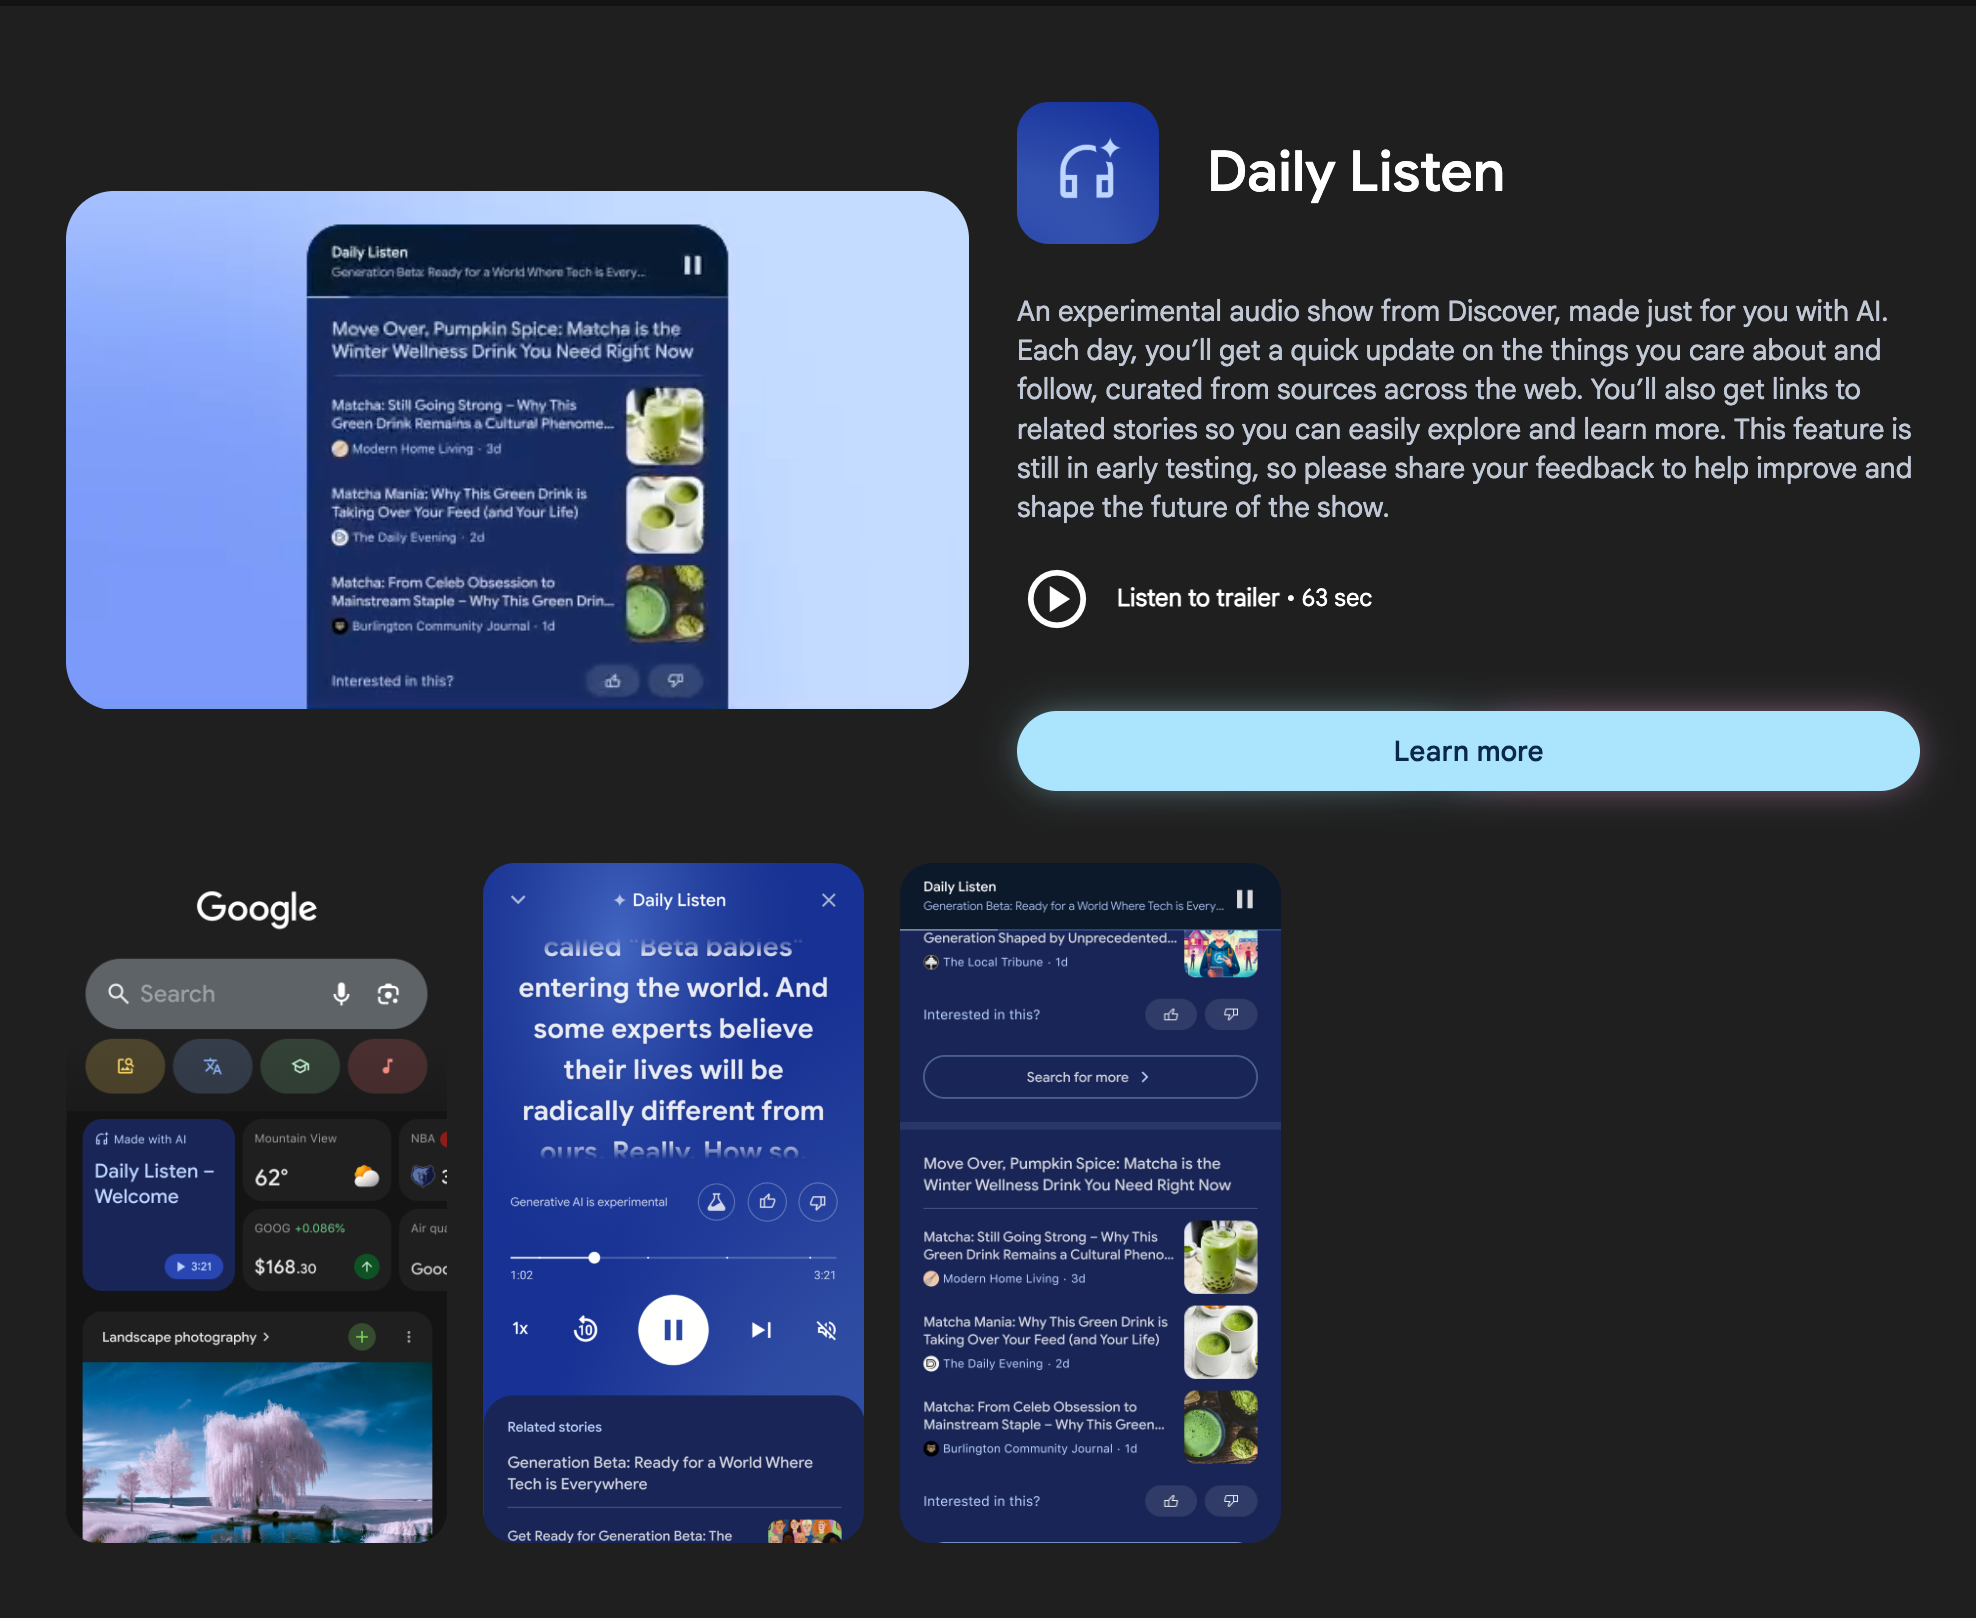 Daily Listen
Generation Beta: Ready for a World Where Tech is Every...
Move Over, Pumpkin Spice: Matcha is the
Winter Wellness Drink You Need Right Now
Matcha: Still Going Strong – Why This
Green Drink Remains a Cultural Phenome...
Modern Home Living · 3d
Matcha Mania: Why This Green Drink is
Taking Over Your Feed (and Your Life)
The Daily Evening · 2d
Matcha: From Celeb Obsession to
Mainstream Staple – Why This Green Drin...
Burlington Community Journal · 1d
Interested in this?
Daily Listen
An experimental audio show from Discover, made just for you with AI.
Each day, you’ll get a quick update on the things you care about and
follow, curated from sources across the web. You’ll also get links to
related stories so you can easily explore and learn more. This feature is
still in early testing, so please share your feedback to help improve and
shape the future of the show.
Listen to trailer • 63 sec
Learn more
Google
Search
Made with AI
Daily Listen –
Welcome
3:21
Mountain View
62°
NBA
GOOG +0.086%
$168.30
Air qua
Good
Landscape photography
Daily Listen
called "Beta babies"
entering the world. And
some experts believe
their lives will be
radically different from
ours. Really. How so.
Generative AI is experimental
1:02
3:21
1x
10
Related stories
Generation Beta: Ready for a World Where
Tech is Everywhere
Get Ready for Generation Beta: The
Daily Listen
Generation Beta: Ready for a World Where Tech is Every...
Generation Shaped by Unprecedented...
The Local Tribune · 1d
Interested in this?
Search for more
Move Over, Pumpkin Spice: Matcha is the
Winter Wellness Drink You Need Right Now
Matcha: Still Going Strong – Why This
Green Drink Remains a Cultural Pheno...
Modern Home Living · 3d
Matcha Mania: Why This Green Drink is
Taking Over Your Feed (and Your Life)
The Daily Evening · 2d
Matcha: From Celeb Obsession to
Mainstream Staple – Why This Green...
Burlington Community Journal · 1d
Interested in this?